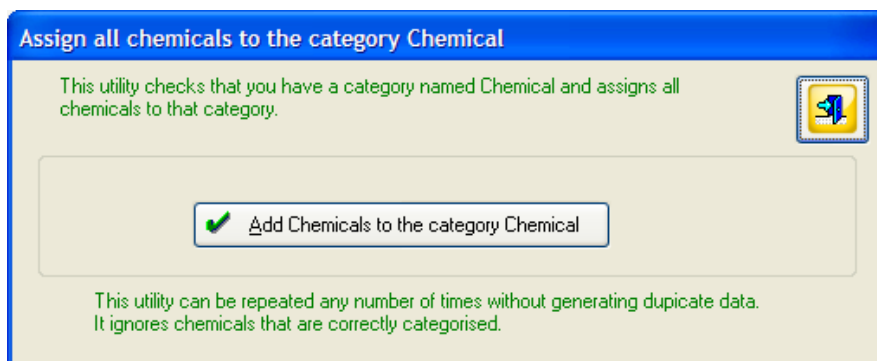 Assign all chemicals to the category Chemical
This utility checks that you have a category named Chemical and assigns all
chemicals to that category.
Add Chemicals to the category Chemical
This utility can be repeated any number of times without generating dupicate data.
It ignores chemicals that are correctly categorised.